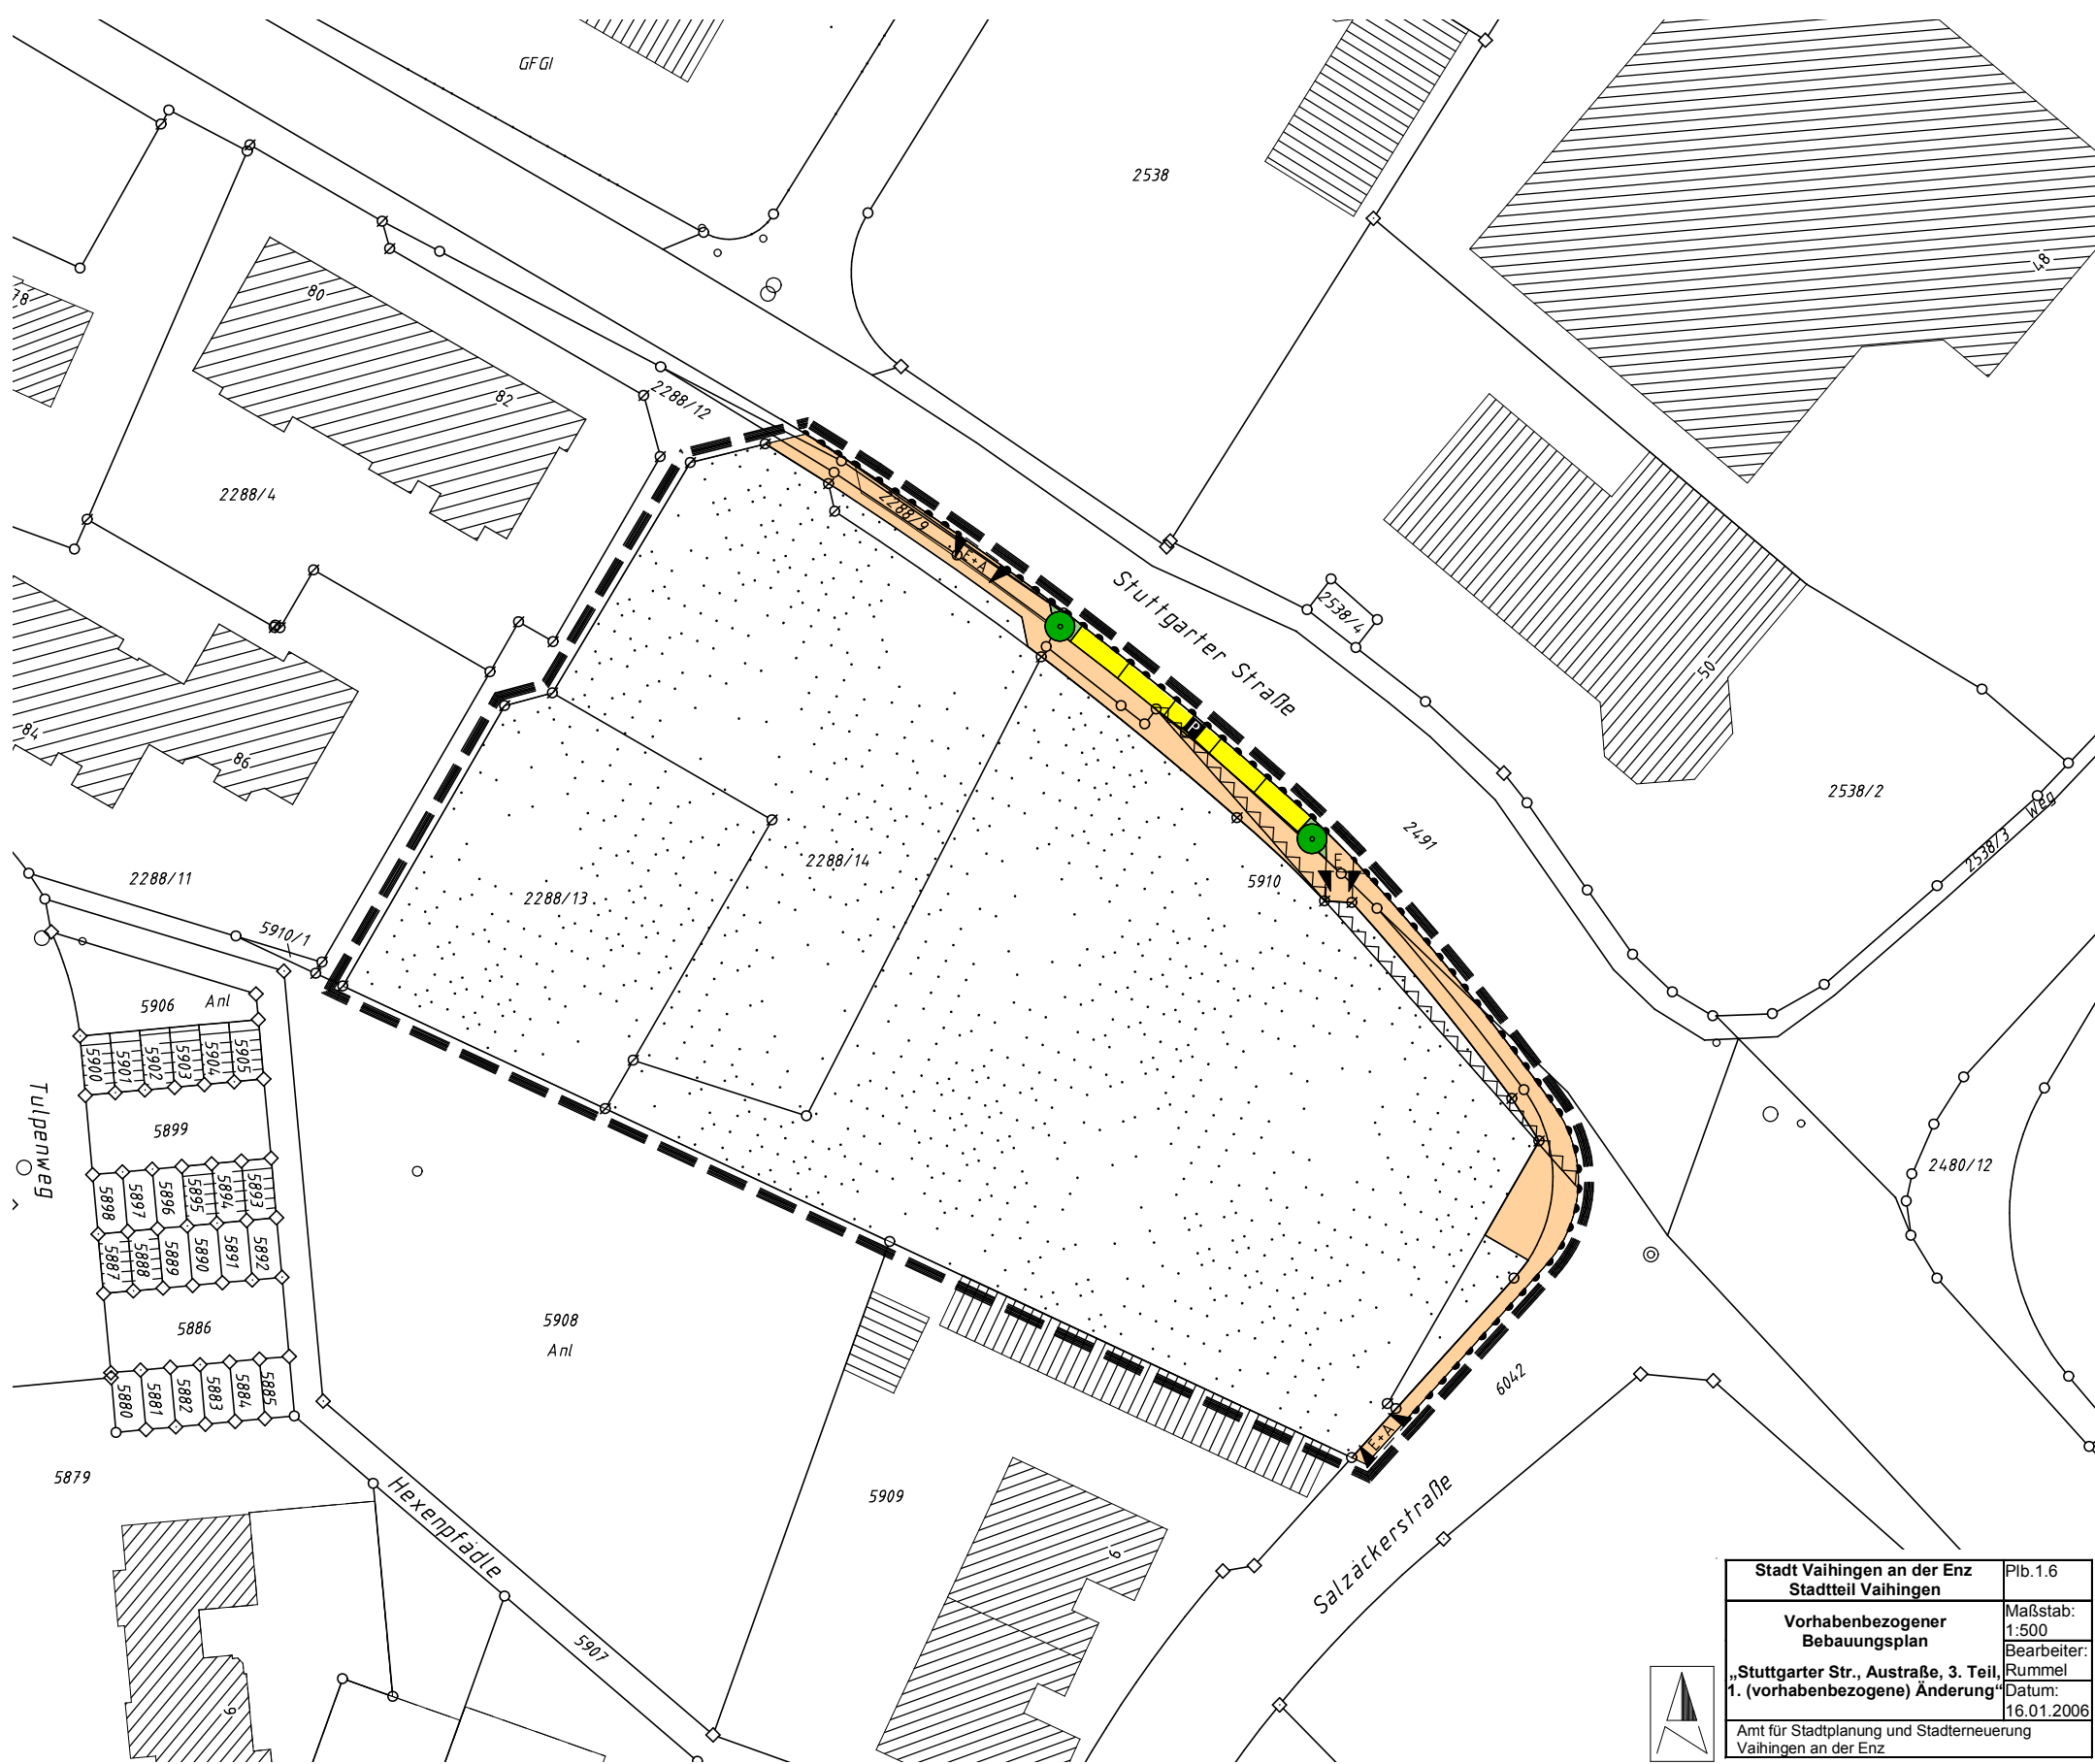 GFGI
2538
48
78
80
82
2288/12
2288/4
2288/9
E+A
Stuttgarter Straße
2538/4
50
84
86
P
2538/2
Weg
2538/3
2491
E
5910
2288/14
2288/13
2288/11
5910/1
5906
Anl
5900
5901
5902
5903
5904
5905
Tulpenweg
5899
2480/12
5898
5897
5896
5895
5894
5893
5887
5888
5889
5890
5891
5892
5886
5908
Anl
5880
5881
5882
5883
5884
5885
6042
E+A
5879
5909
Hexenpfädle
Salzäckerstraße
5907
Stadt Vaihingen an der Enz
Stadtteil Vaihingen
Plb.1.6
Vorhabenbezogener
Bebauungsplan
„Stuttgarter Str., Austraße, 3. Teil,
1. (vorhabenbezogene) Änderung“
Maßstab:
1:500
Bearbeiter:
Rummel
Datum:
16.01.2006
Amt für Stadtplanung und Stadterneuerung
Vaihingen an der Enz